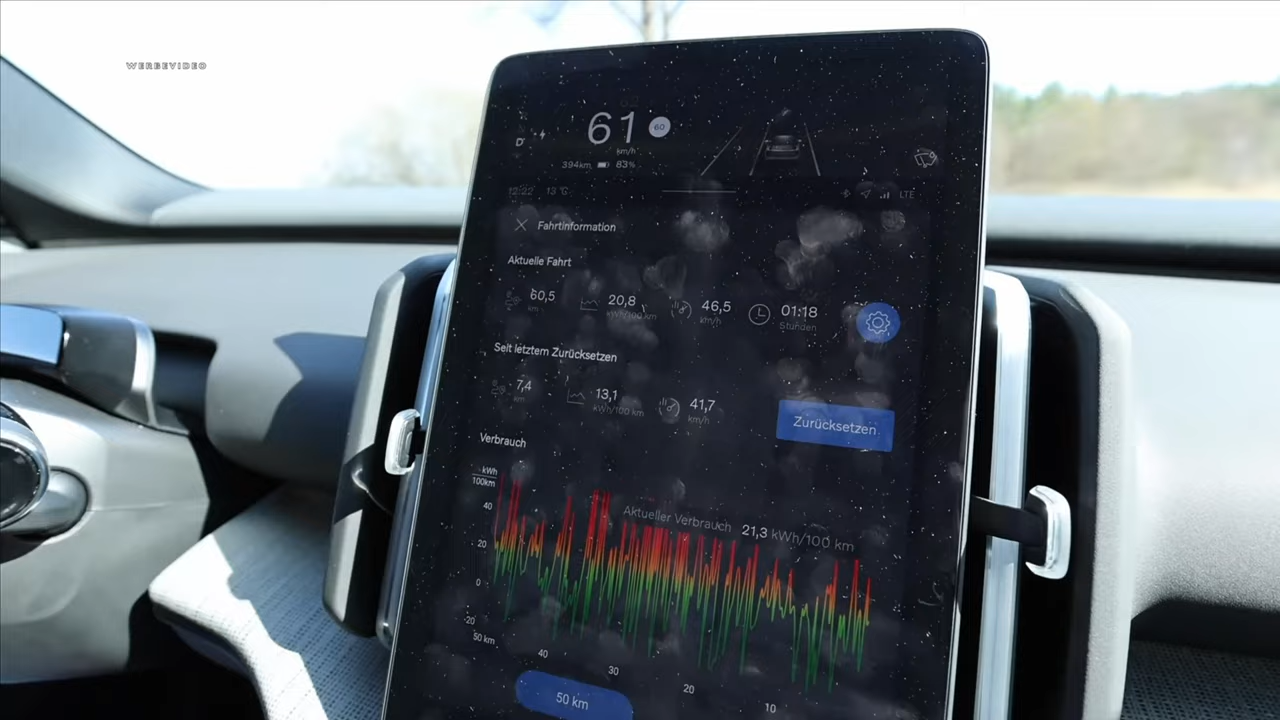 WERBEVIDEO
61 60
D
km/h
394km 83%
12:22 13 °C LTE
Fahrtinformation
Aktuelle Fahrt
60,5 20,8 46,5 01:18
km kWh/100 km km/h Stunden
Seit letztem Zurücksetzen
7,4 13,1 41,7
km kWh/100 km km/h
Zurücksetzen
Verbrauch
kWh
100km
Aktueller Verbrauch 21,3 kWh/100 km
40
20
0
-20
50 km 40 30 20 10
50 km